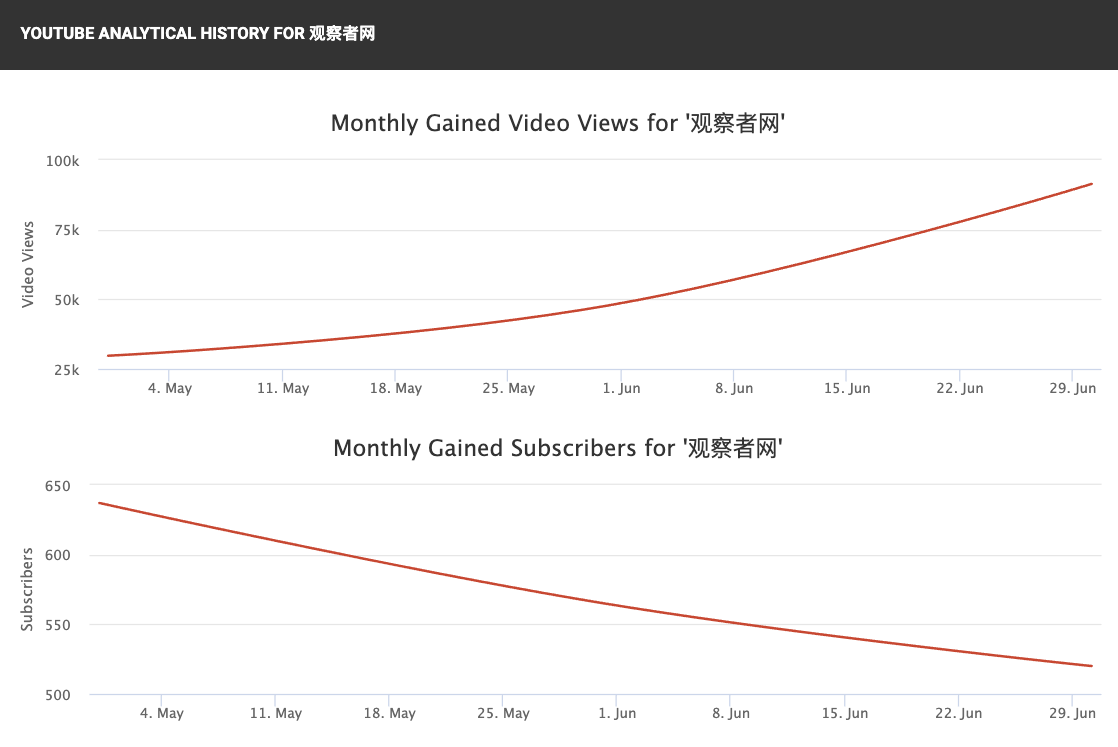 YOUTUBE ANALYTICAL HISTORY FOR 观察者网
Monthly Gained Video Views for '观察者网'
100k
75k
50k
25k
Video Views
4. May 11. May 18. May 25. May 1. Jun 8. Jun 15. Jun 22. Jun 29. Jun
Monthly Gained Subscribers for '观察者网'
650
600
550
500
Subscribers
4. May 11. May 18. May 25. May 1. Jun 8. Jun 15. Jun 22. Jun 29. Jun